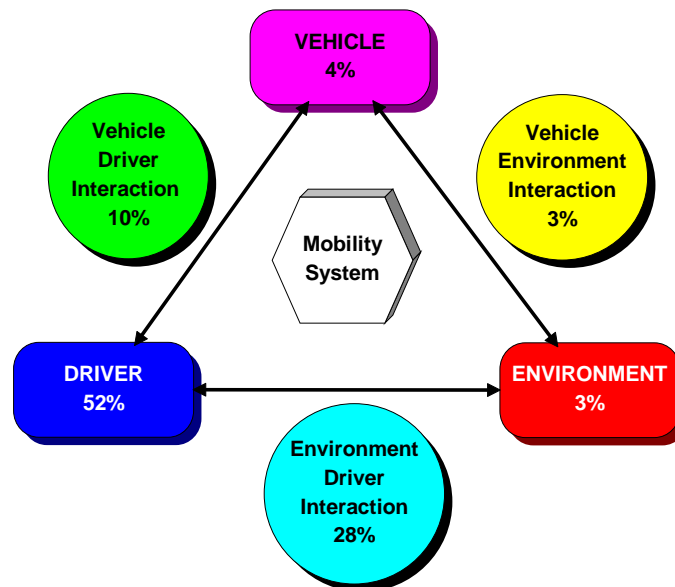 VEHICLE
4%
Vehicle
Driver
Interaction
10%
Vehicle
Environment
Interaction
3%
Mobility
System
DRIVER
52%
ENVIRONMENT
3%
Environment
Driver
Interaction
28%